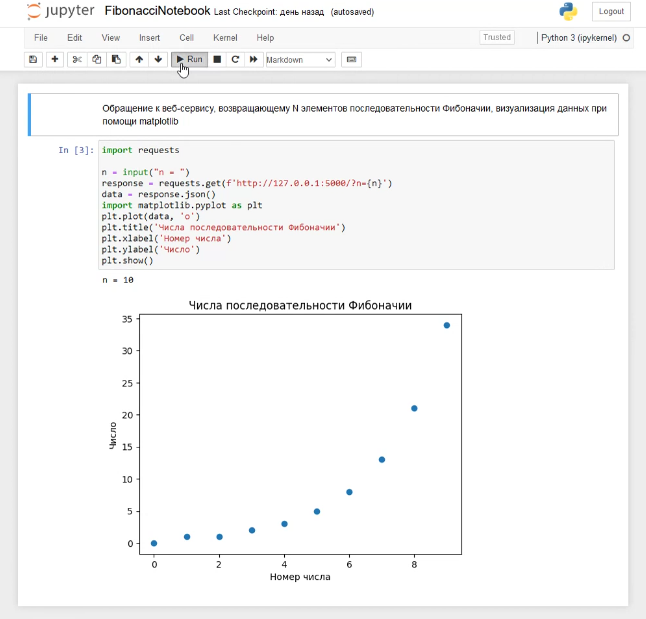 jupyter FibonacciNotebook Last Checkpoint: день назад (autosaved) Logout
File Edit View Insert Cell Kernel Help Trusted Python 3 (ipykernel)
Run Markdown
Обращение к веб-сервису, возвращающему N элементов последовательности Фибоначчи, визуализация данных при
помощи matplotlib
In [3]: import requests
n = input("n = ")
response = requests.get(f'http://127.0.0.1:5000/?n={n}')
data = response.json()
import matplotlib.pyplot as plt
plt.plot(data, 'o')
plt.title('Числа последовательности Фибоначчи')
plt.xlabel('Номер числа')
plt.ylabel('Число')
plt.show()
n = 10
Числа последовательности Фибоначчи
35
30
25
20
15
10
5
0
Число
0 2 4 6 8
Номер числа